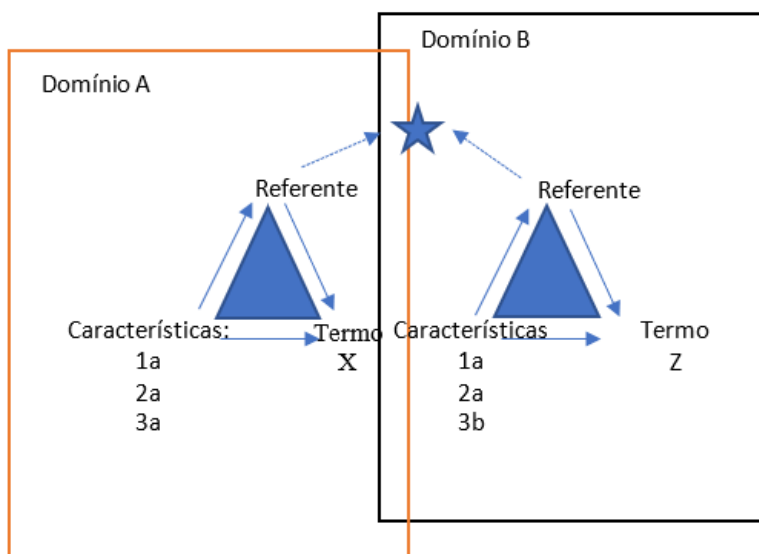 Domínio B
Domínio A
Referente
Referente
Características:
1a
2a
3a
Termo
X
Características
1a
2a
3b
Termo
Z